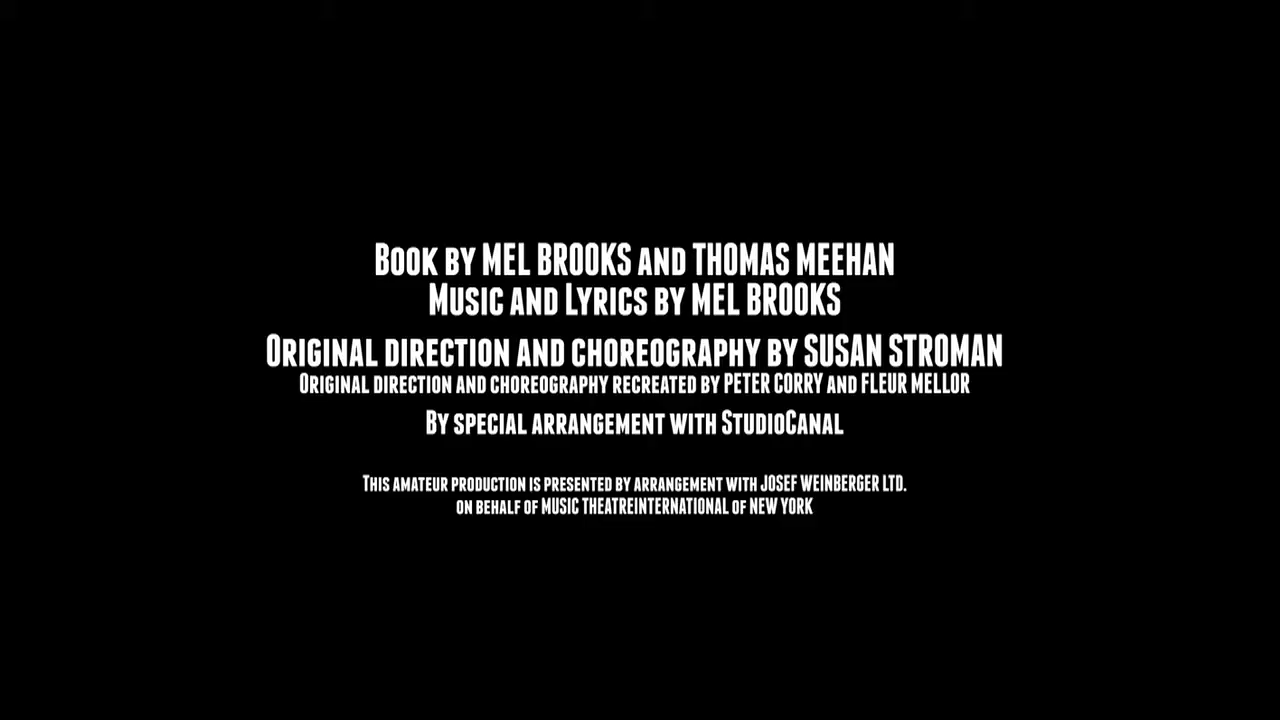 Book by MEL BROOKS and THOMAS MEEHAN
Music and Lyrics by MEL BROOKS
Original direction and choreography by SUSAN STROMAN
Original direction and choreography recreated by PETER CORRY and FLEUR MELLOR
By special arrangement with StudioCanal
This amateur production is presented by arrangement with JOSEF WEINBERGER LTD.
on behalf of MUSIC THEATREINTERNATIONAL of NEW YORK